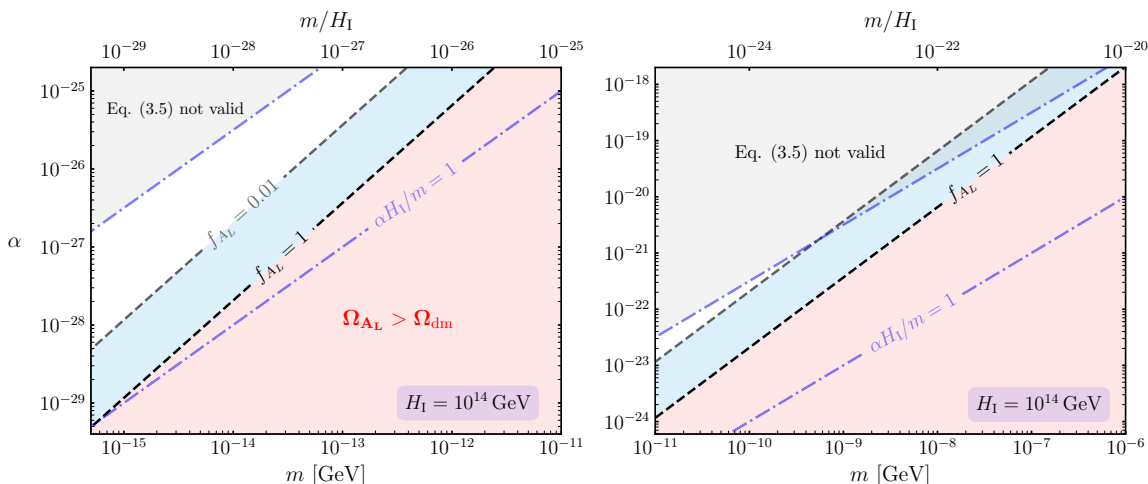 m/H_I
10^−29 10^−28 10^−27 10^−26 10^−25
10^−25
10^−26
10^−27
10^−28
10^−29
α
Eq. (3.5) not valid
f_{A_L} = 0.01
f_{A_L} = 1
αH_I/m = 1
Ω_{A_L} > Ω_dm
H_I = 10^14 GeV
10^−15 10^−14 10^−13 10^−12 10^−11
m [GeV]
m/H_I
10^−24 10^−22 10^−20
10^−18
10^−19
10^−20
10^−21
10^−22
10^−23
10^−24
Eq. (3.5) not valid
f_{A_L} = 1
αH_I/m = 1
H_I = 10^14 GeV
10^−11 10^−10 10^−9 10^−8 10^−7 10^−6
m [GeV]